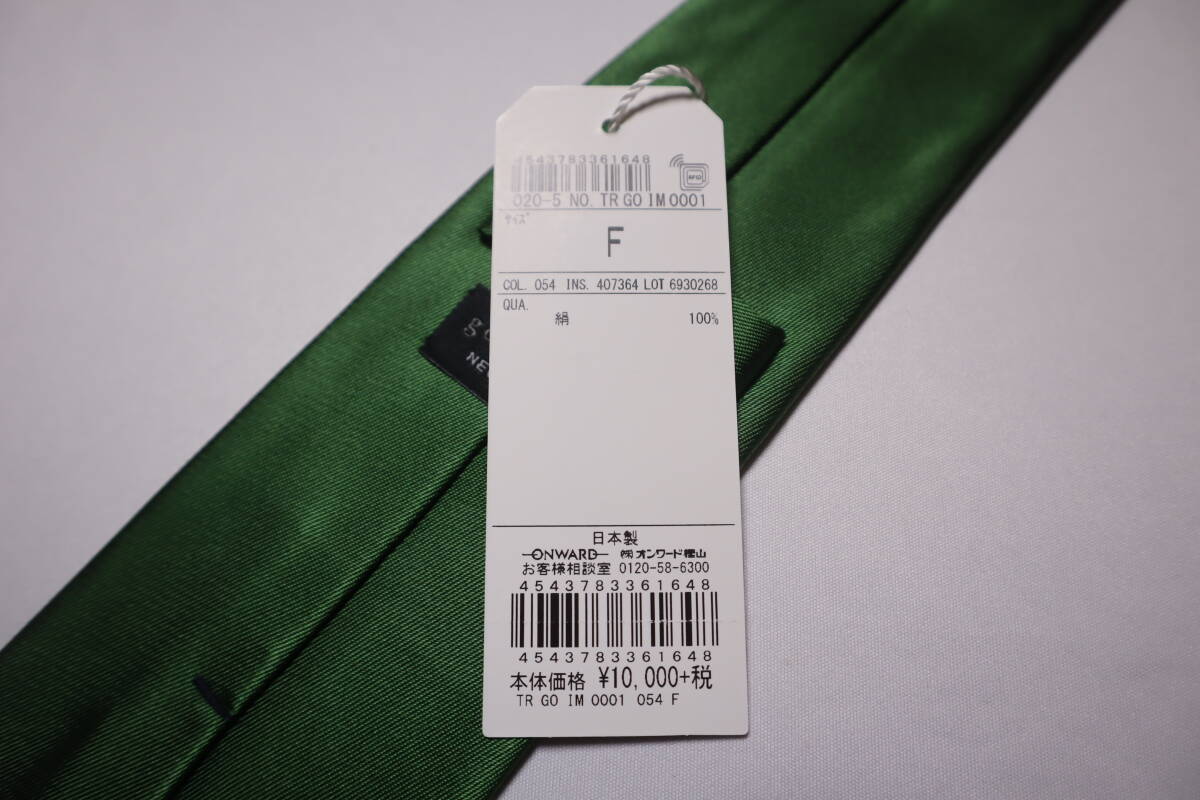 4543783361648
RFID
020-5 NO. TR GO IM 0001
サイズ
F
COL. 054 INS. 407364 LOT 6930268
QUA.
絹 100%
日本製
ONWARD ㈱オンワード樫山
お客様相談室 0120-58-6300
4543783361648
4543783361648
本体価格 ¥10,000+税
TR GO IM 0001 054 F
g
NE